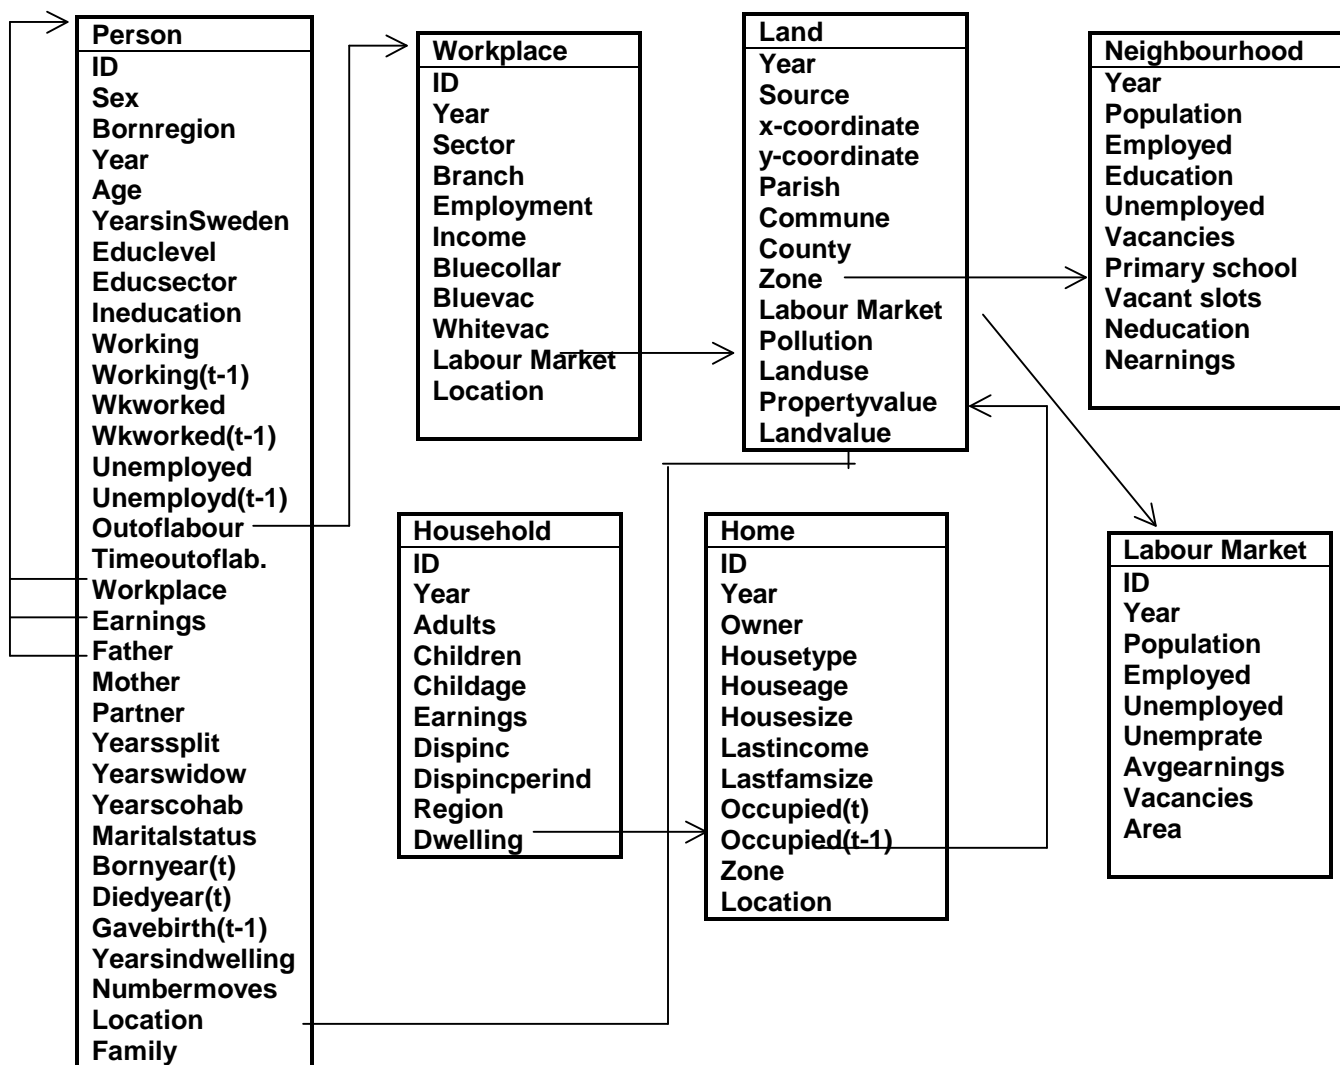 Person
ID
Sex
Bornregion
Year
Age
YearsinSweden
Educlevel
Educsector
Ineducation
Working
Working(t-1)
Wkworked
Wkworked(t-1)
Unemployed
Unemployd(t-1)
Outoflabour
Timeoutoflab.
Workplace
Earnings
Father
Mother
Partner
Yearssplit
Yearswidow
Yearscohab
Maritalstatus
Bornyear(t)
Diedyear(t)
Gavebirth(t-1)
Yearsindwelling
Numbermoves
Location
Family
Workplace
ID
Year
Sector
Branch
Employment
Income
Bluecollar
Bluevac
Whitevac
Labour Market
Location
Land
Year
Source
x-coordinate
y-coordinate
Parish
Commune
County
Zone
Labour Market
Pollution
Landuse
Propertyvalue
Landvalue
Neighbourhood
Year
Population
Employed
Education
Unemployed
Vacancies
Primary school
Vacant slots
Neducation
Nearnings
Household
ID
Year
Adults
Children
Childage
Earnings
Dispinc
Dispincperind
Region
Dwelling
Home
ID
Year
Owner
Housetype
Houseage
Housesize
Lastincome
Lastfamsize
Occupied(t)
Occupied(t-1)
Zone
Location
Labour Market
ID
Year
Population
Employed
Unemployed
Unemprate
Avgearnings
Vacancies
Area